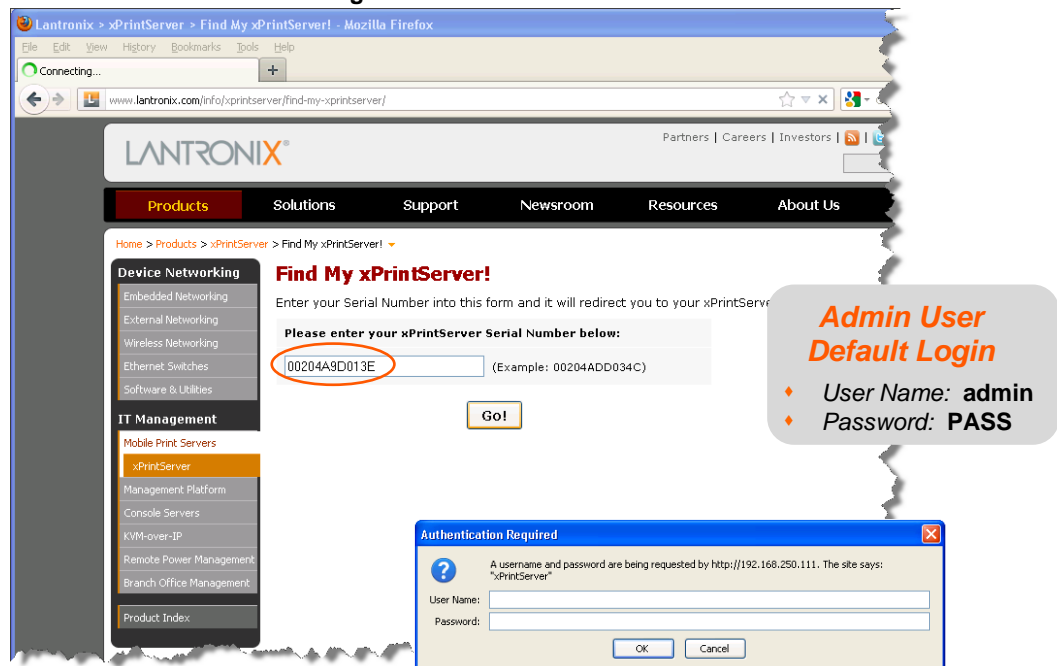 Lantronix > xPrintServer > Find My xPrintServer! - Mozilla Firefox
File Edit View History Bookmarks Tools Help
Connecting...
www.lantronix.com/info/xprintserver/find-my-xprintserver/
LANTRONIX®
Partners | Careers | Investors |
Products Solutions Support Newsroom Resources About Us
Home > Products > xPrintServer > Find My xPrintServer!
Device Networking
Embedded Networking
External Networking
Wireless Networking
Ethernet Switches
Software & Utilities
IT Management
Mobile Print Servers
xPrintServer
Management Platform
Console Servers
KVM-over-IP
Remote Power Management
Branch Office Management
Product Index
Find My xPrintServer!
Enter your Serial Number into this form and it will redirect you to your xPrintServe
Please enter your xPrintServer Serial Number below:
00204A9D013E (Example: 00204ADD034C)
Go!
Admin User
Default Login
User Name: admin
Password: PASS
Authentication Required
A username and password are being requested by http://192.168.250.111. The site says:
"xPrintServer"
User Name:
Password:
OK Cancel